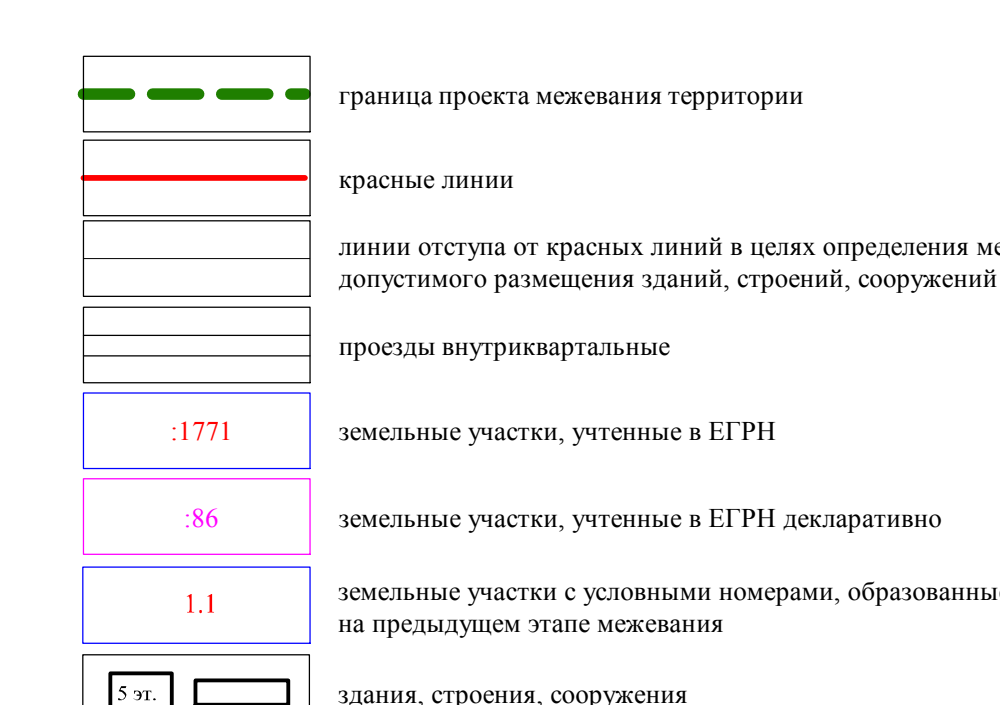 граница проекта межевания территории
красные линии
линии отступа от красных линий в целях определения
допустимого размещения зданий, строений, сооружений
проезды внутриквартальные
:1771 земельные участки, учтенные в ЕГРН
:86 земельные участки, учтенные в ЕГРН декларативно
1.1 земельные участки с условными номерами,
на предыдущем этапе межевания
5 эт. здания, строения, сооружения